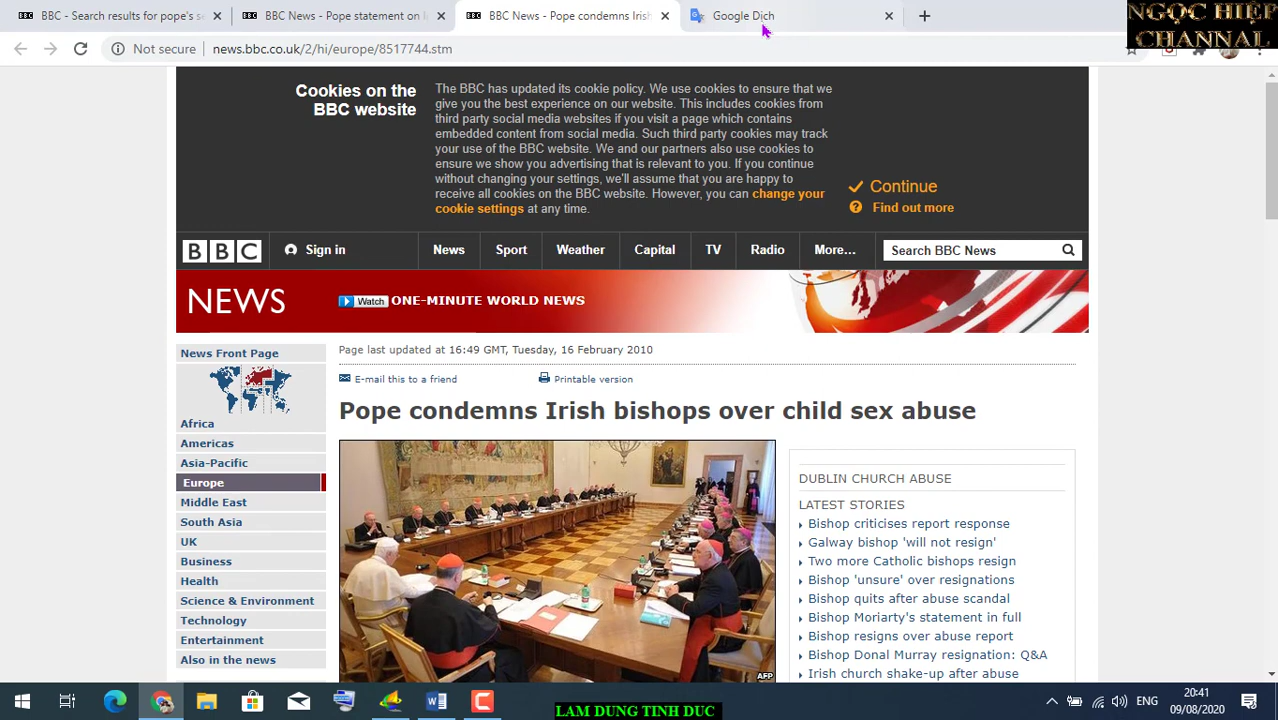 BBC - Search results for pope's se
BBC News - Pope statement on I
BBC News - Pope condemns Irish
Google Dịch
NGỌC HIỆP
CHANNAL
Not secure
news.bbc.co.uk/2/hi/europe/8517744.stm
Cookies on the
BBC website
The BBC has updated its cookie policy. We use cookies to ensure that we
give you the best experience on our website. This includes cookies from
third party social media websites if you visit a page which contains
embedded content from social media. Such third party cookies may track
your use of the BBC website. We and our partners also use cookies to
ensure we show you advertising that is relevant to you. If you continue
without changing your settings, we'll assume that you are happy to
receive all cookies on the BBC website. However, you can change your
cookie settings at any time.
Continue
Find out more
BBC
Sign in
News
Sport
Weather
Capital
TV
Radio
More...
Search BBC News
NEWS
Watch ONE-MINUTE WORLD NEWS
News Front Page
Africa
Americas
Asia-Pacific
Europe
Middle East
South Asia
UK
Business
Health
Science & Environment
Technology
Entertainment
Also in the news
Page last updated at 16:49 GMT, Tuesday, 16 February 2010
E-mail this to a friend
Printable version
Pope condemns Irish bishops over child sex abuse
AFP
DUBLIN CHURCH ABUSE
LATEST STORIES
Bishop criticises report response
Galway bishop 'will not resign'
Two more Catholic bishops resign
Bishop 'unsure' over resignations
Bishop quits after abuse scandal
Bishop Moriarty's statement in full
Bishop resigns over abuse report
Bishop Donal Murray resignation: Q&A
Irish church shake-up after abuse
LAM DUNG TINH DUC
ENG
20:41
09/08/2020